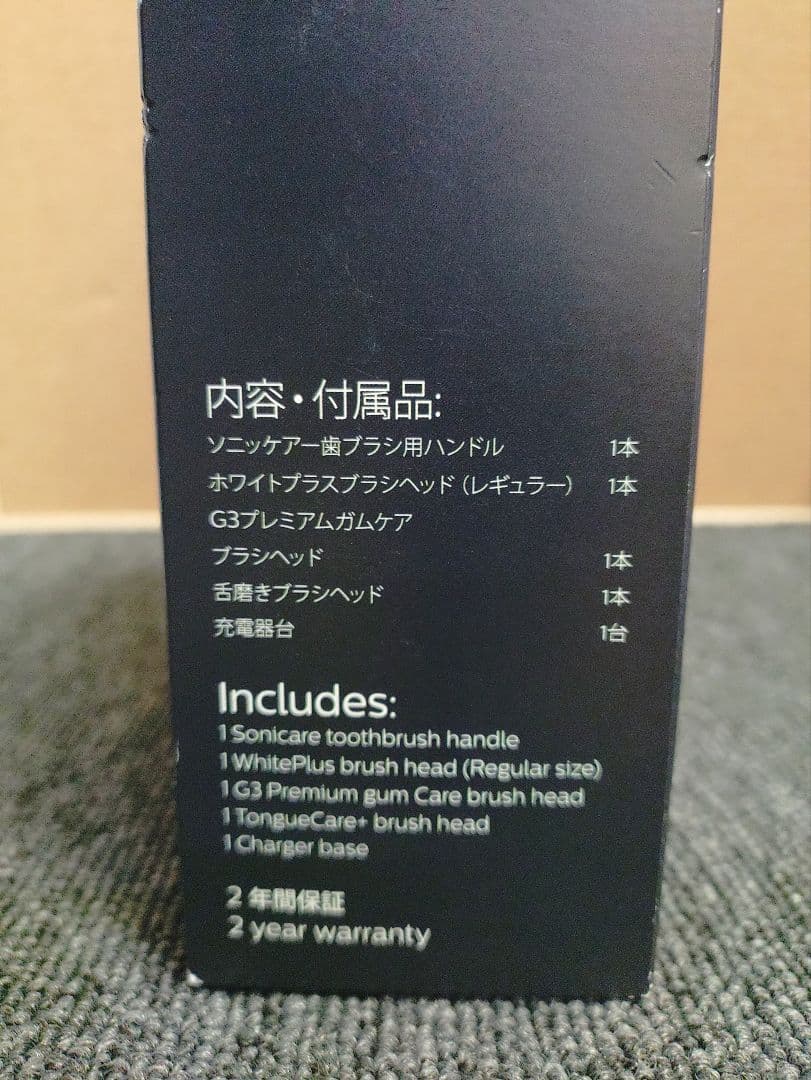 内容・付属品:
ソニッケアー歯ブラシ用ハンドル 1本
ホワイトプラスブラシヘッド（レギュラー） 1本
G3プレミアムガムケア
ブラシヘッド 1本
舌磨きブラシヘッド 1本
充電器台 1台
Includes:
1 Sonicare toothbrush handle
1 WhitePlus brush head (Regular size)
1 G3 Premium gum Care brush head
1 TongueCare+ brush head
1 Charger base
2 年間保証
2 year warranty